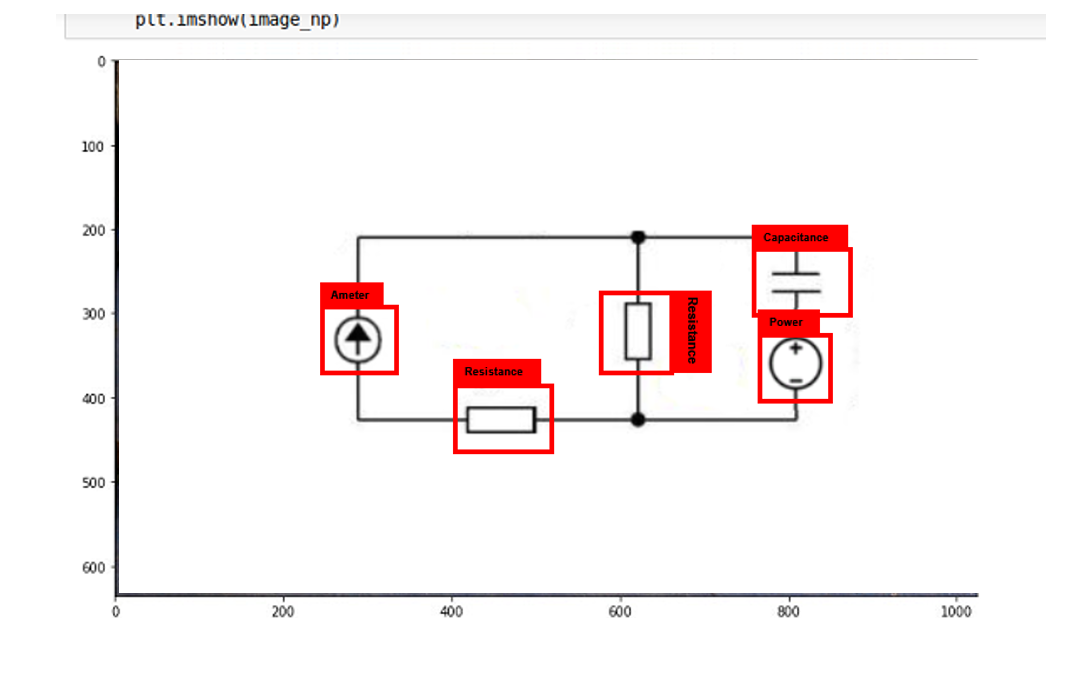 plt.imshow(image_np)
0
100
200
300
400
500
600
Capacitance
Ameter
Resistance
Power
+
Resistance
−
0 200 400 600 800 1000